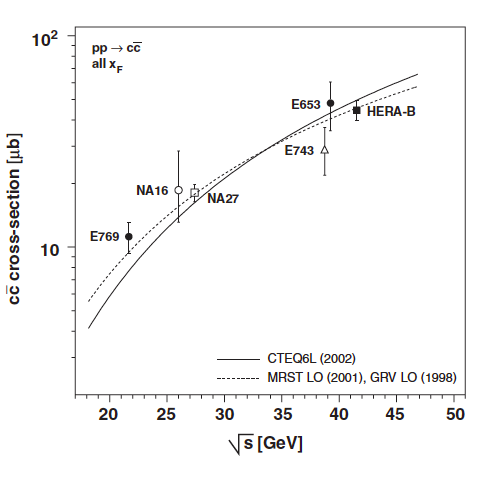 10²
pp → cc̄
all x_F
E653
HERA-B
E743
NA16
NA27
E769
10
cc̄ cross-section [μb]
CTEQ6L (2002)
MRST LO (2001), GRV LO (1998)
20 25 30 35 40 45 50
√s [GeV]